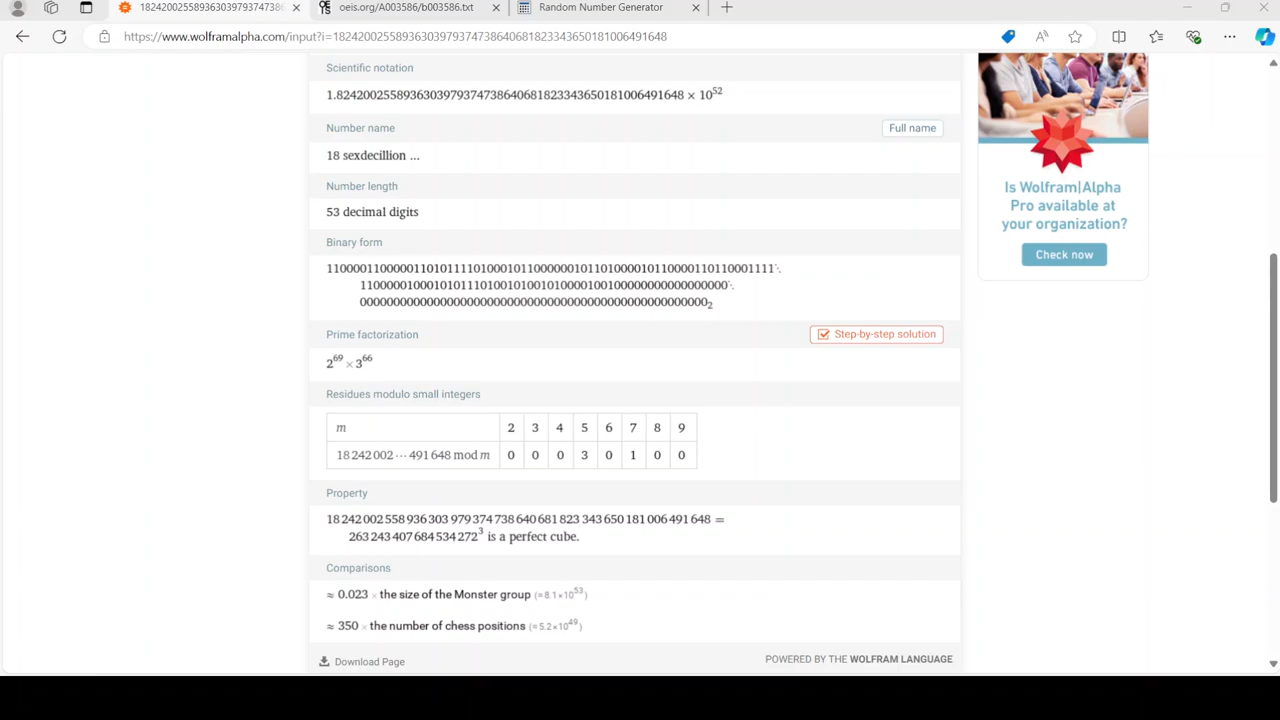 18242002558936303979374738
oeis.org/A003586/b003586.txt
Random Number Generator
https://www.wolframalpha.com/input?i=18242002558936303979374738640681823343650181006491648
Scientific notation
1.8242002558936303979374738640681823343650181006491648 × 10^52
Number name
Full name
18 sexdecillion ...
Number length
53 decimal digits
Binary form
Prime factorization
Step-by-step solution
2^69 × 3^66
Residues modulo small integers
m 2 3 4 5 6 7 8 9
18 242 002 ⋯ 491 648 mod m 0 0 0 3 0 1 0 0
Property
18 242 002 558 936 303 979 374 738 640 681 823 343 650 181 006 491 648 =
263 243 407 684 534 272^3 is a perfect cube.
Comparisons
≈ 0.023 × the size of the Monster group (≈ 8.1×10^53)
≈ 350 × the number of chess positions (≈ 5.2×10^49)
Download Page
POWERED BY THE WOLFRAM LANGUAGE
Is Wolfram|Alpha
Pro available at
your organization?
Check now